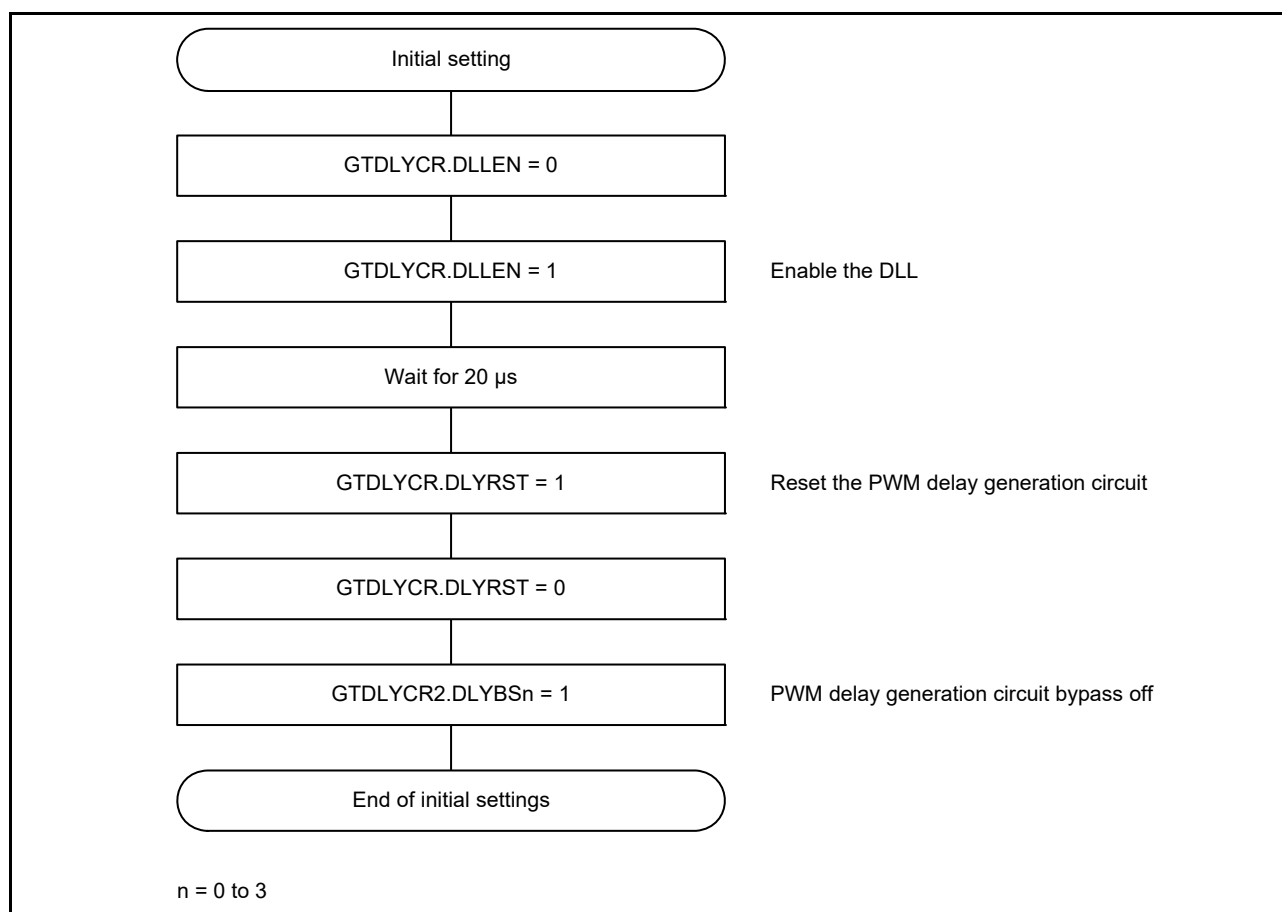 Initial setting
GTDLYCR.DLLEN = 0
GTDLYCR.DLLEN = 1 Enable the DLL
Wait for 20 µs
GTDLYCR.DLYRST = 1 Reset the PWM delay generation circuit
GTDLYCR.DLYRST = 0
GTDLYCR2.DLYBSn = 1 PWM delay generation circuit bypass off
End of initial settings
n = 0 to 3